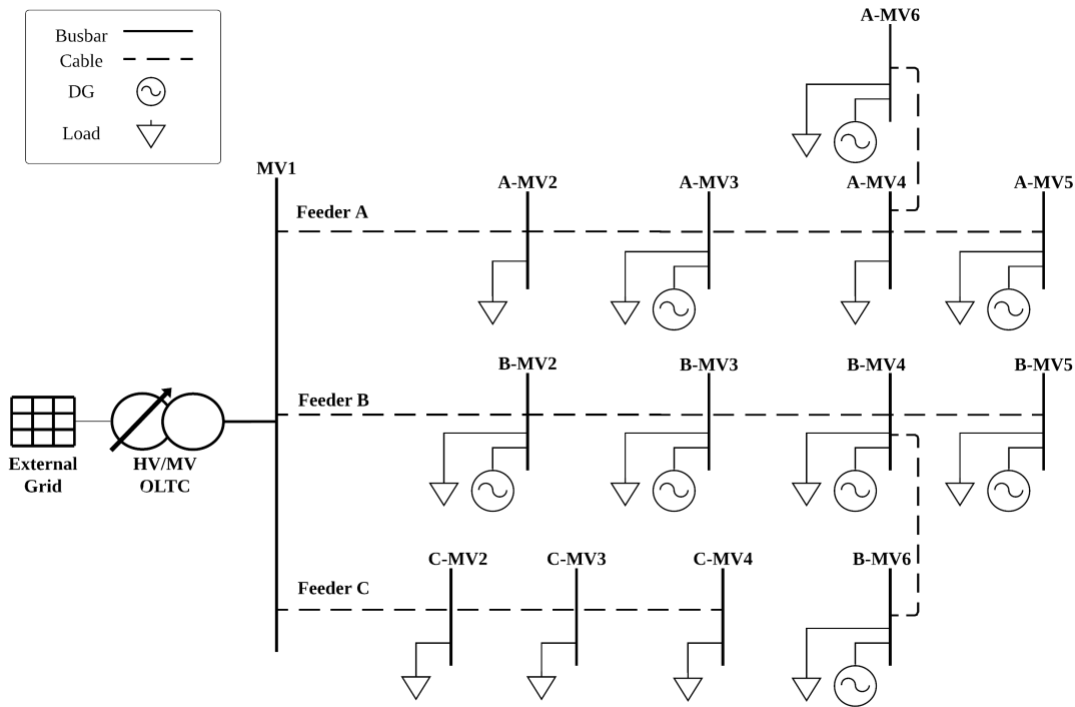 Busbar
Cable
DG
Load
A-MV6
MV1
A-MV2
A-MV3
A-MV4
A-MV5
Feeder A
B-MV2
B-MV3
B-MV4
B-MV5
Feeder B
External
Grid
HV/MV
OLTC
C-MV2
C-MV3
C-MV4
B-MV6
Feeder C